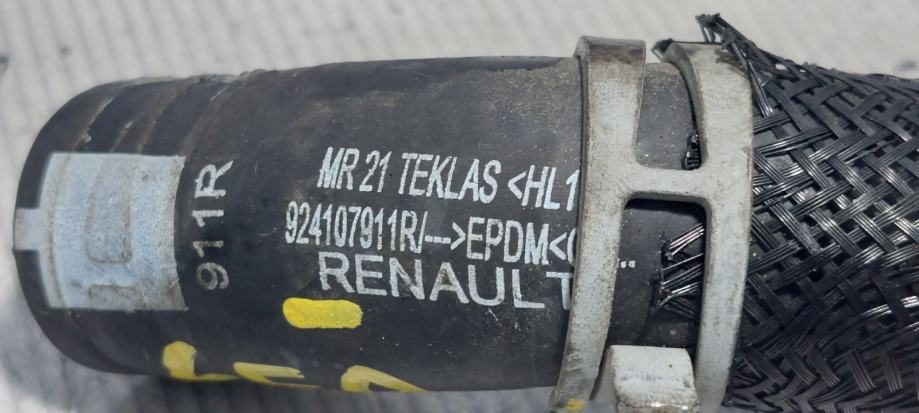 MR 21 TEKLAS <HL1
924107911R/--->EPDM<
RENAULT
911R